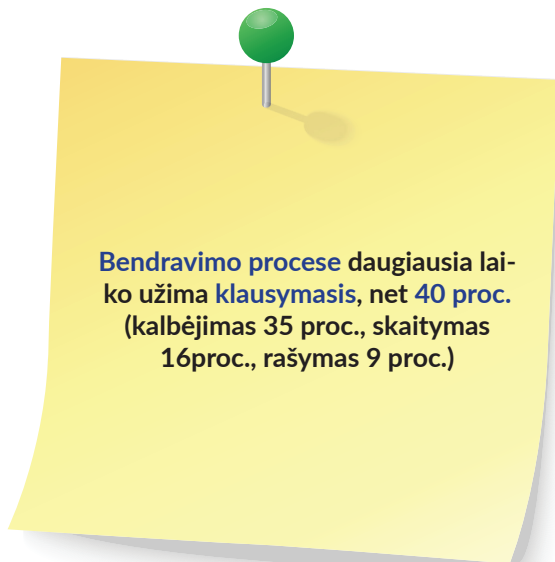 Bendravimo procese daugiausia lai-
ko užima klausymasis, net 40 proc.
(kalbėjimas 35 proc., skaitymas
16proc., rašymas 9 proc.)